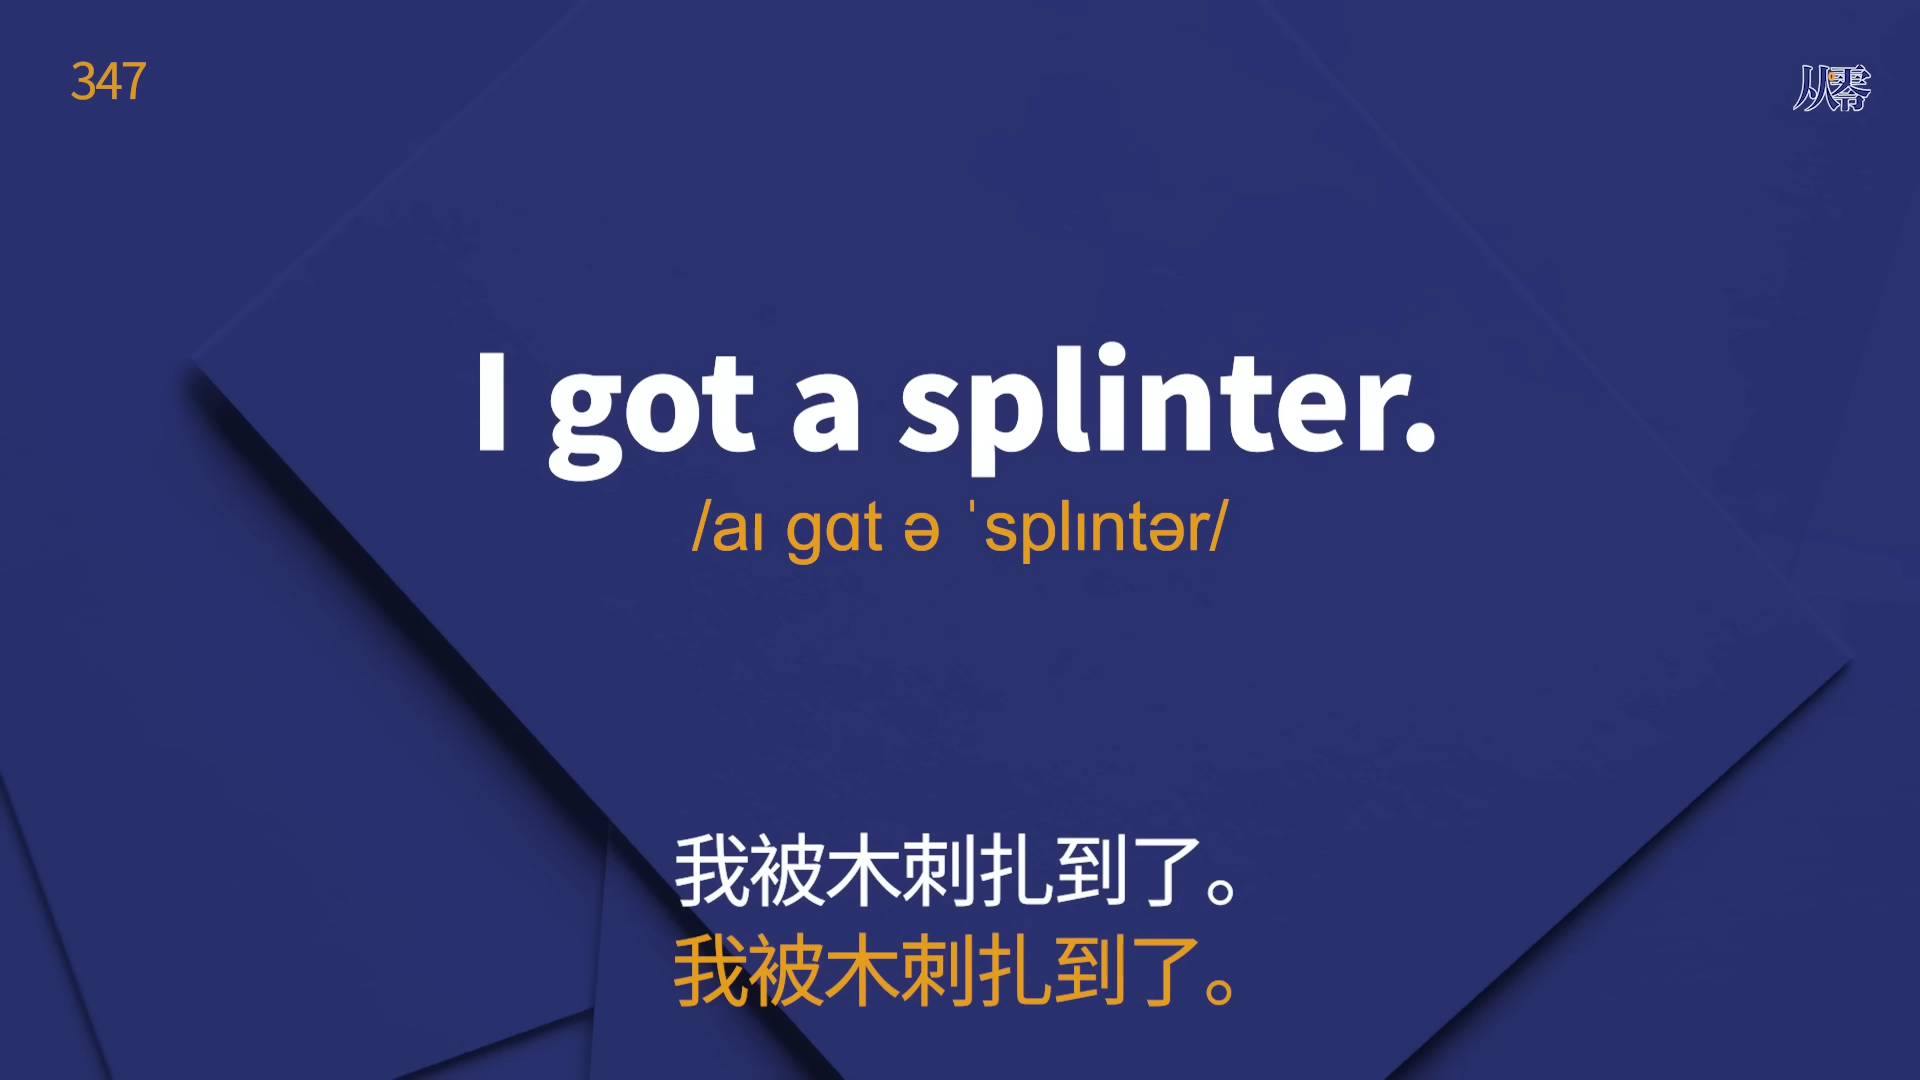 347
从零
I got a splinter.
/aɪ gɑt ə ˈsplɪntər/
我被木刺扎到了。
我被木刺扎到了。